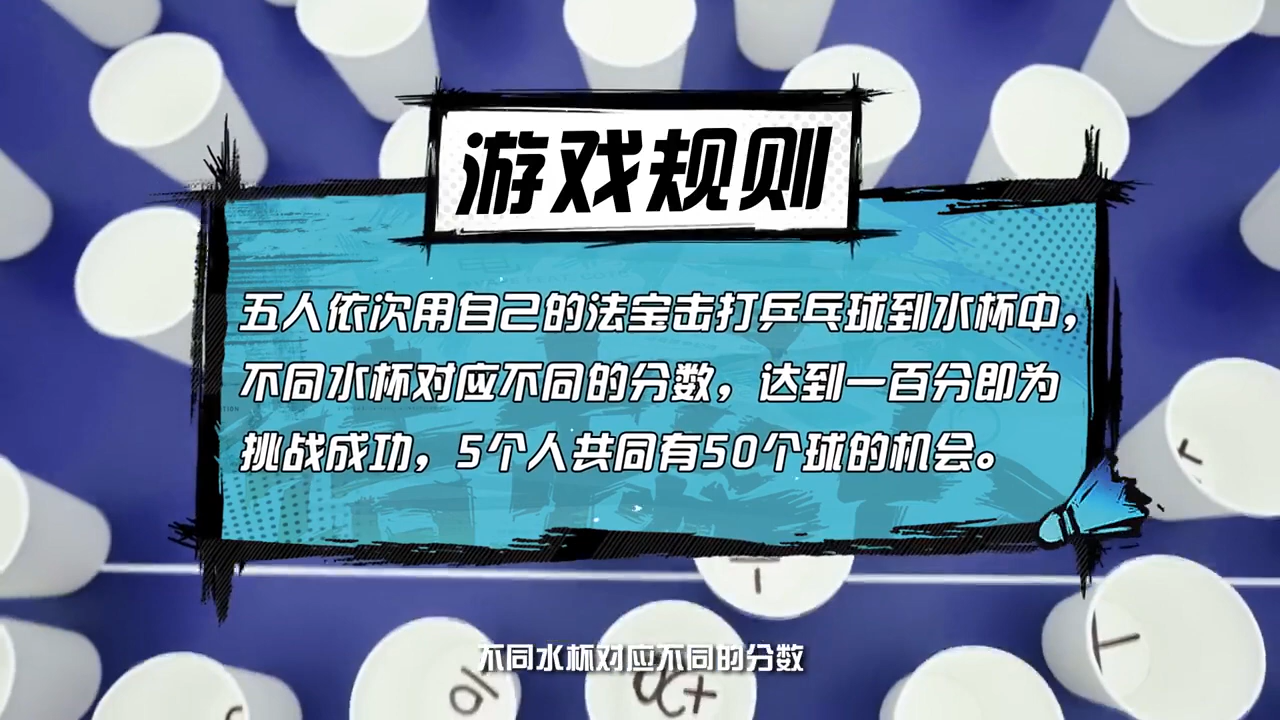 游戏规则
五人依次用自己的法宝击打乒乓球到水杯中，
不同水杯对应不同的分数，达到一百分即为
挑战成功，5个人共同有50个球的机会。
不同水杯对应不同的分数